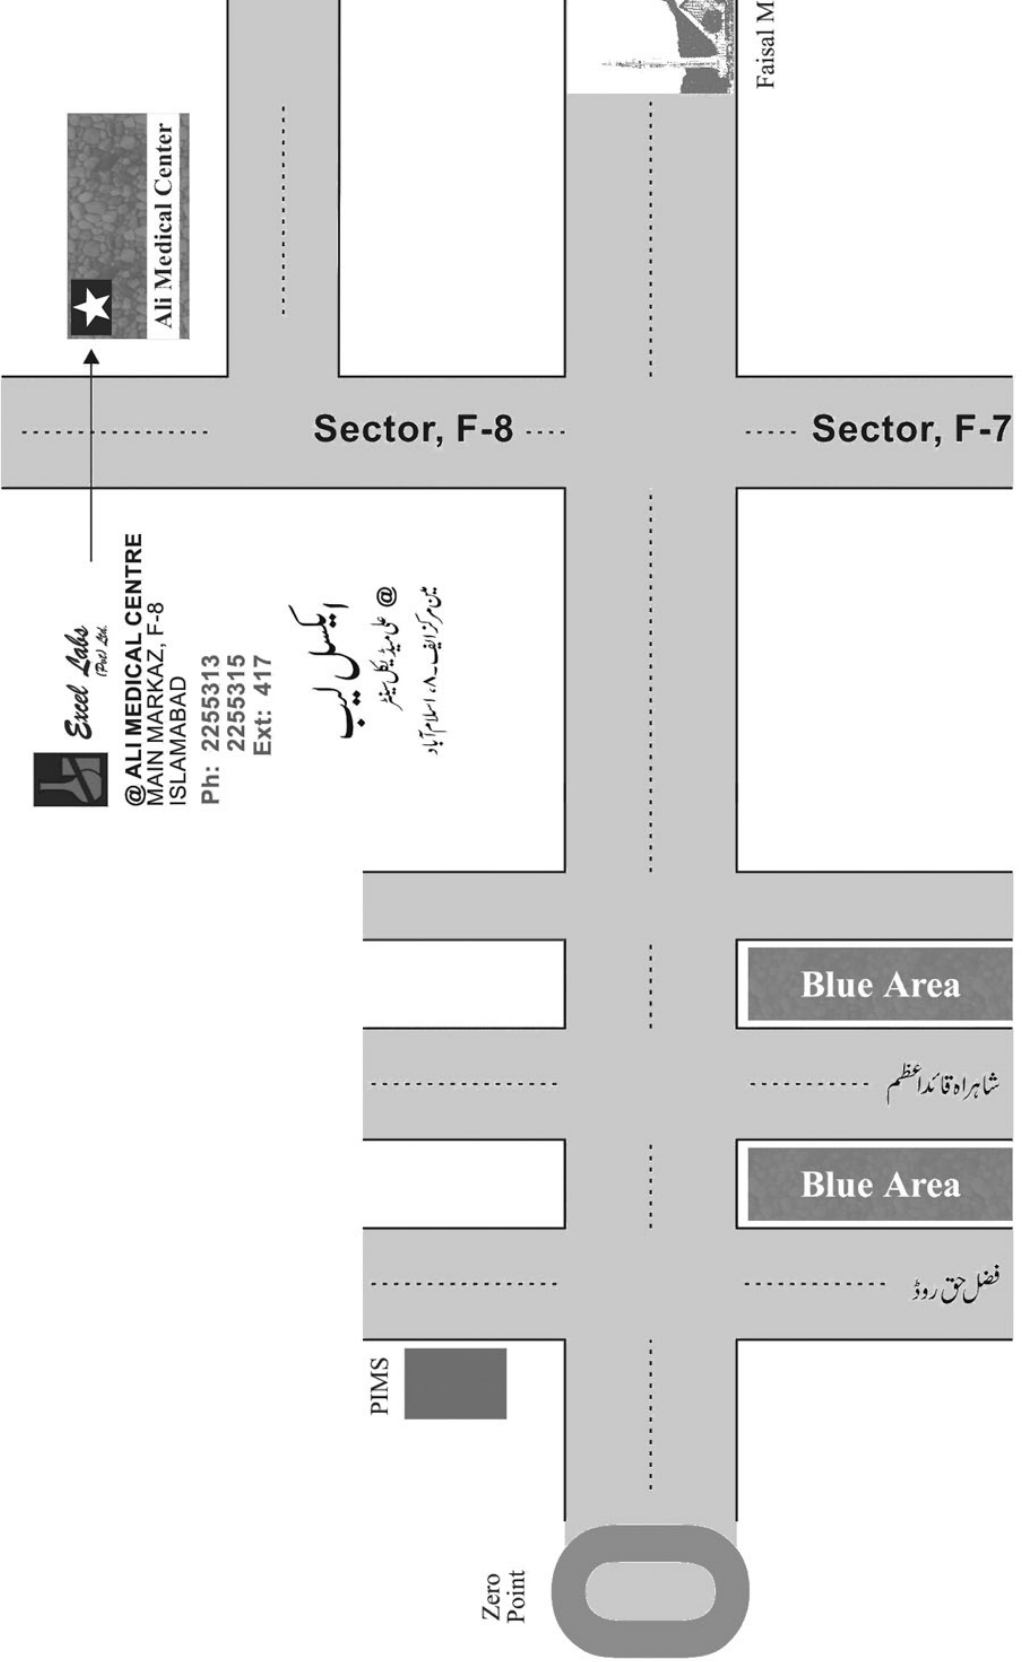 Faisal M
Ali Medical Center
Sector, F-8
Sector, F-7
Excel Labs
(Pvt) Ltd.
@ ALI MEDICAL CENTRE
MAIN MARKAZ, F-8
ISLAMABAD
Ph: 2255313
2255315
Ext: 417
ایکسل لیب
@ علی میڈیکل سینٹر
مین مرکز ایف۔۸، اسلام آباد
Blue Area
شاہراہ قائداعظم
Blue Area
فضل حق روڈ
PIMS
Zero
Point